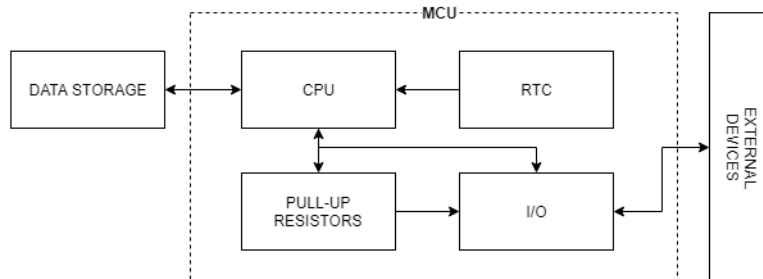 MCU
DATA STORAGE
CPU
RTC
EXTERNAL
DEVICES
PULL-UP
RESISTORS
I/O